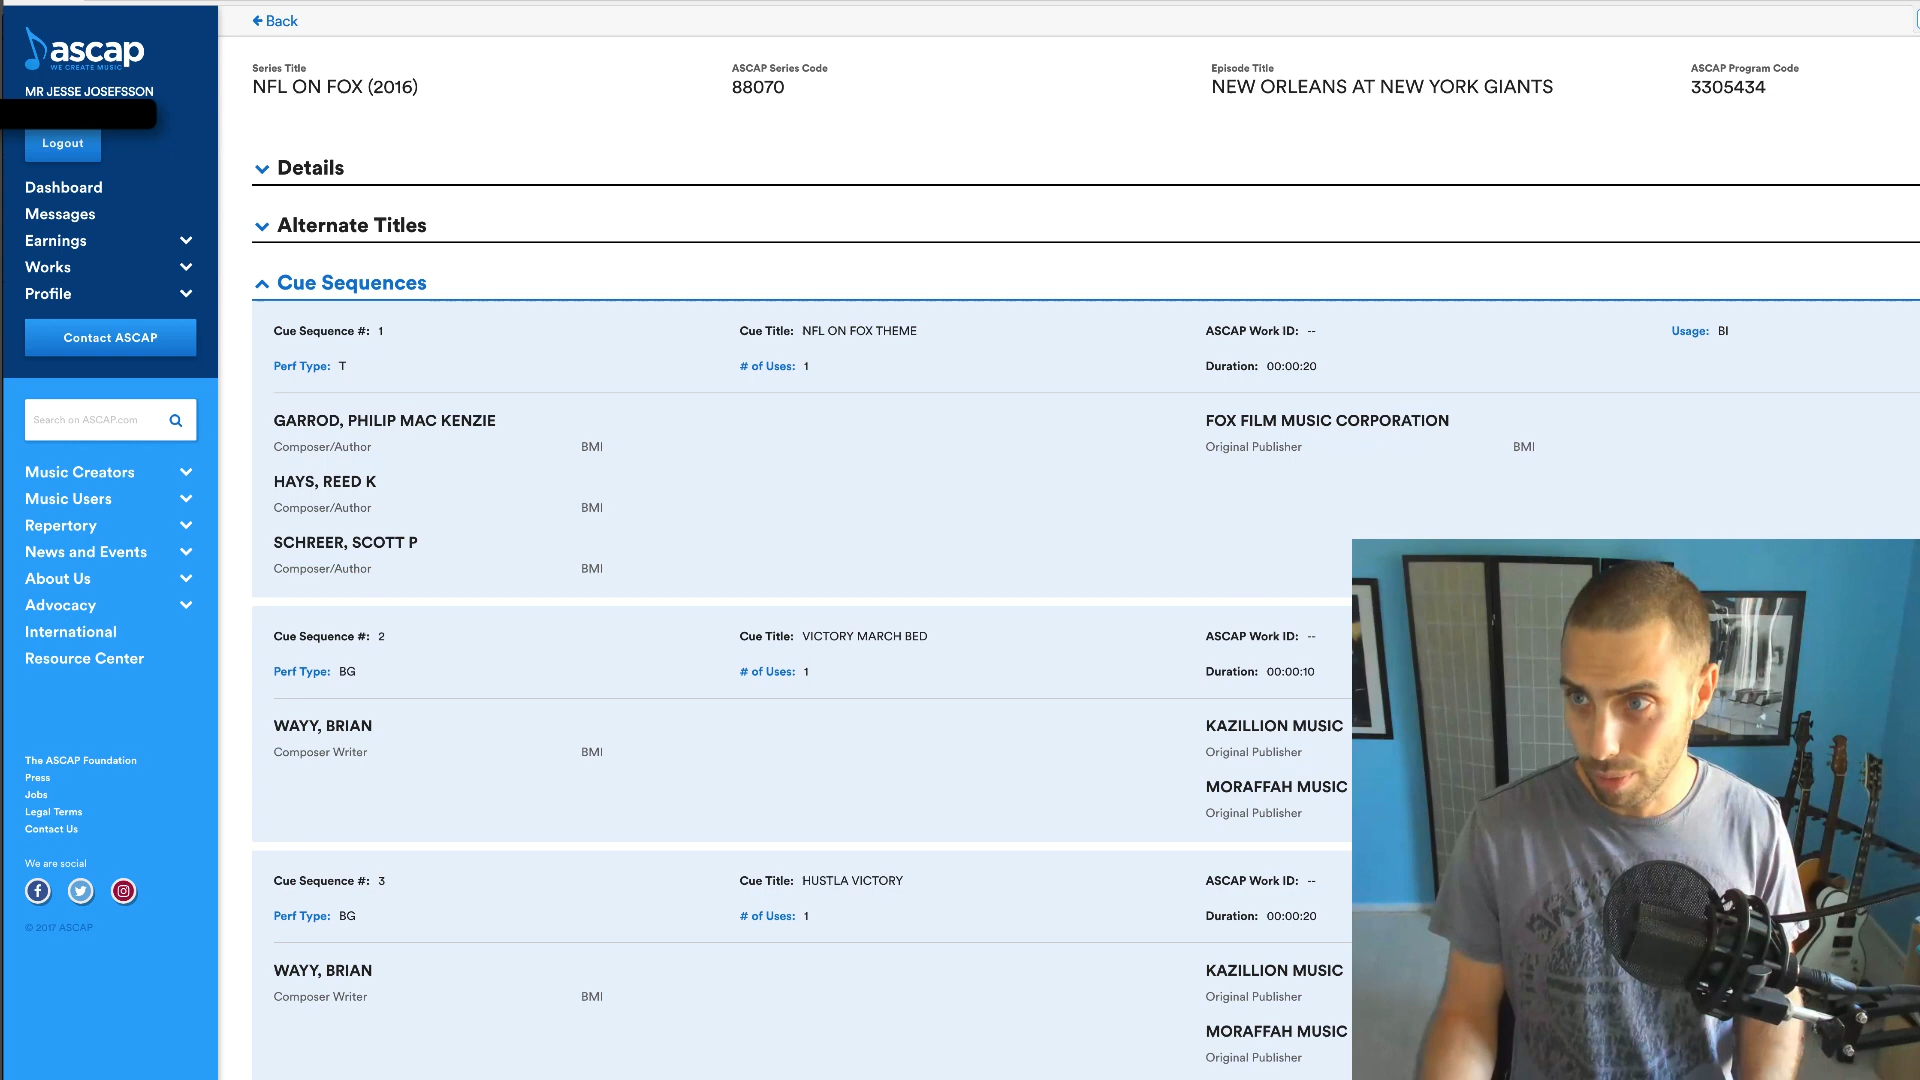 Back
ascap
WE CREATE MUSIC
MR JESSE JOSEFSSON
Logout
Dashboard
Messages
Earnings
Works
Profile
Contact ASCAP
Search on ASCAP.com
Music Creators
Music Users
Repertory
News and Events
About Us
Advocacy
International
Resource Center
The ASCAP Foundation
Press
Jobs
Legal Terms
Contact Us
We are social
© 2017 ASCAP
Series Title
NFL ON FOX (2016)
ASCAP Series Code
88070
Episode Title
NEW ORLEANS AT NEW YORK GIANTS
ASCAP Program Code
3305434
Details
Alternate Titles
Cue Sequences
Cue Sequence #: 1 Cue Title: NFL ON FOX THEME ASCAP Work ID: -- Usage: BI
Perf Type: T # of Uses: 1 Duration: 00:00:20
GARROD, PHILIP MAC KENZIE FOX FILM MUSIC CORPORATION
Composer/Author BMI Original Publisher BMI
HAYS, REED K
Composer/Author BMI
SCHREER, SCOTT P
Composer/Author BMI
Cue Sequence #: 2 Cue Title: VICTORY MARCH BED ASCAP Work ID: --
Perf Type: BG # of Uses: 1 Duration: 00:00:10
WAYY, BRIAN KAZILLION MUSIC
Composer Writer BMI Original Publisher
MORAFFAH MUSIC
Original Publisher
Cue Sequence #: 3 Cue Title: HUSTLA VICTORY ASCAP Work ID: --
Perf Type: BG # of Uses: 1 Duration: 00:00:20
WAYY, BRIAN KAZILLION MUSIC
Composer Writer BMI Original Publisher
MORAFFAH MUSIC
Original Publisher